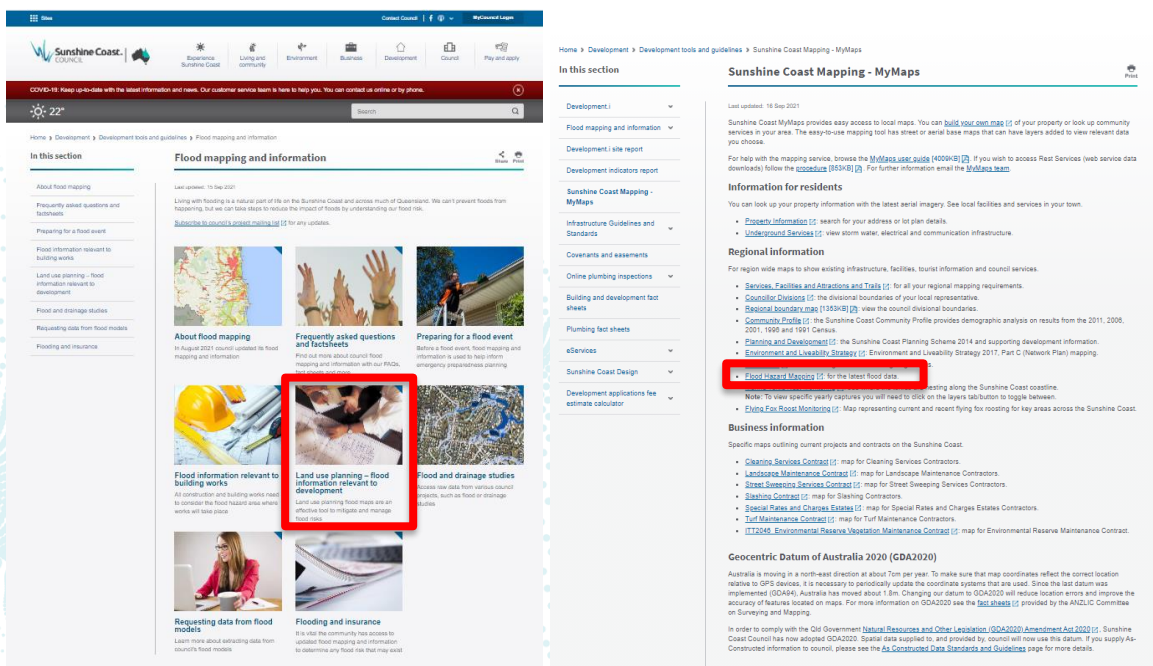 Sites
Contact Council
MyCouncil Login
Sunshine Coast.
COUNCIL
Experience
Sunshine Coast
Living and
community
Environment
Business
Development
Council
Pay and apply
COVID-19: Keep up-to-date with the latest information and news. Our customer service team is here to help you. You can contact us online or by phone.
22°
Search
Home > Development > Development tools and guidelines > Flood mapping and information
In this section
About flood mapping
Frequently asked questions and
factsheets
Preparing for a flood event
Flood information relevant to
building works
Land use planning – flood
information relevant to
development
Flood and drainage studies
Requesting data from flood models
Flooding and insurance
Flood mapping and information
Share Print
Last updated: 15 Sep 2021
Living with flooding is a natural part of life on the Sunshine Coast and across much of Queensland. We can't prevent floods from
happening, but we can take steps to reduce the impact of floods by understanding our flood risk.
Subscribe to council's project mailing list for any updates.
About flood mapping
In August 2021 council updated its flood
mapping and information
Frequently asked questions
and factsheets
Find out more about council flood
mapping and information with our FAQs,
fact sheets and more
Preparing for a flood event
Before a flood event, flood mapping and
information is used to help inform
emergency preparedness planning
Flood information relevant to
building works
All construction and building works need
to consider the flood hazard area where
works will take place
Land use planning – flood
information relevant to
development
Land use planning flood maps are an
affective tool to mitigate and manage
flood risks
Flood and drainage studies
Access raw data from various council
projects, such as flood or drainage
studies
Requesting data from flood
models
Learn more about extracting data from
council's flood models
Flooding and insurance
It is vital the community has access to
updated flood mapping and information
to determine any flood risk that may exist
Home > Development > Development tools and guidelines > Sunshine Coast Mapping - MyMaps
In this section
Development.i
Flood mapping and information
Development.i site report
Development indicators report
Sunshine Coast Mapping -
MyMaps
Infrastructure Guidelines and
Standards
Covenants and easements
Online plumbing inspections
Building and development fact
sheets
Plumbing fact sheets
eServices
Sunshine Coast Design
Development applications fee
estimate calculator
Sunshine Coast Mapping - MyMaps
Print
Last updated: 16 Sep 2021
Sunshine Coast MyMaps provides easy access to local maps. You can build your own map of your property or look up community
services in your area. The easy-to-use mapping tool has street or aerial base maps that can have layers added to view relevant data
you choose.
For help with the mapping service, browse the MyMaps user guide [4009KB]. If you wish to access Rest Services (web service data
downloads) follow the procedure [853KB]. For further information email the MyMaps team.
Information for residents
You can look up your property information with the latest aerial imagery. See local facilities and services in your town.
• Property Information: search for your address or lot plan details.
• Underground Services: view storm water, electrical and communication infrastructure.
Regional information
For region wide maps to show existing infrastructure, facilities, tourist information and council services.
• Services, Facilities and Attractions and Trails: for all your regional mapping requirements.
• Councillor Divisions: the divisional boundaries of your local representative.
• Regional boundary map [1353KB]: view the council divisional boundaries.
• Community Profile: the Sunshine Coast Community Profile provides demographic analysis on results from the 2011, 2006,
2001, 1996 and 1991 Census.
• Planning and Development: the Sunshine Coast Planning Scheme 2014 and supporting development information.
• Environment and Liveability Strategy: Environment and Liveability Strategy 2017, Part C (Network Plan) mapping.
• Flood Hazard Mapping: for the latest flood data.
nesting along the Sunshine Coast coastline.
Note: To view specific yearly captures you will need to click on the layers tab/button to toggle between.
• Flying Fox Roost Monitoring: Map representing current and recent flying fox roosting for key areas across the Sunshine Coast.
Business information
Specific maps outlining current projects and contracts on the Sunshine Coast.
• Cleaning Services Contract: map for Cleaning Services Contractors.
• Landscape Maintenance Contract: map for Landscape Maintenance Contractors.
• Street Sweeping Services Contract: map for Street Sweeping Services Contractors.
• Slashing Contract: map for Slashing Contractors.
• Special Rates and Charges Estates: map for Special Rates and Charges Estates Contractors.
• Turf Maintenance Contract: map for Turf Maintenance Contractors.
• ITT2046 Environmental Reserve Vegetation Maintenance Contract: map for Environmental Reserve Maintenance Contract.
Geocentric Datum of Australia 2020 (GDA2020)
Australia is moving in a north-east direction at about 7cm per year. To make sure that map coordinates reflect the correct location
relative to GPS devices, it is necessary to periodically update the coordinate systems that are used. Since the last datum was
implemented (GDA94), Australia has moved about 1.8m. Changing our datum to GDA2020 will reduce location errors and improve the
accuracy of features located on maps. For more information on GDA2020 see the fact sheets provided by the ANZLIC Committee
on Surveying and Mapping.
In order to comply with the Qld Government Natural Resources and Other Legislation (GDA2020) Amendment Act 2020, Sunshine
Coast Council has now adopted GDA2020. Spatial data supplied to, and provided by, council will now use this datum. If you supply As-
Constructed information to council, please see the As Constructed Data Standards and Guidelines page for more details.